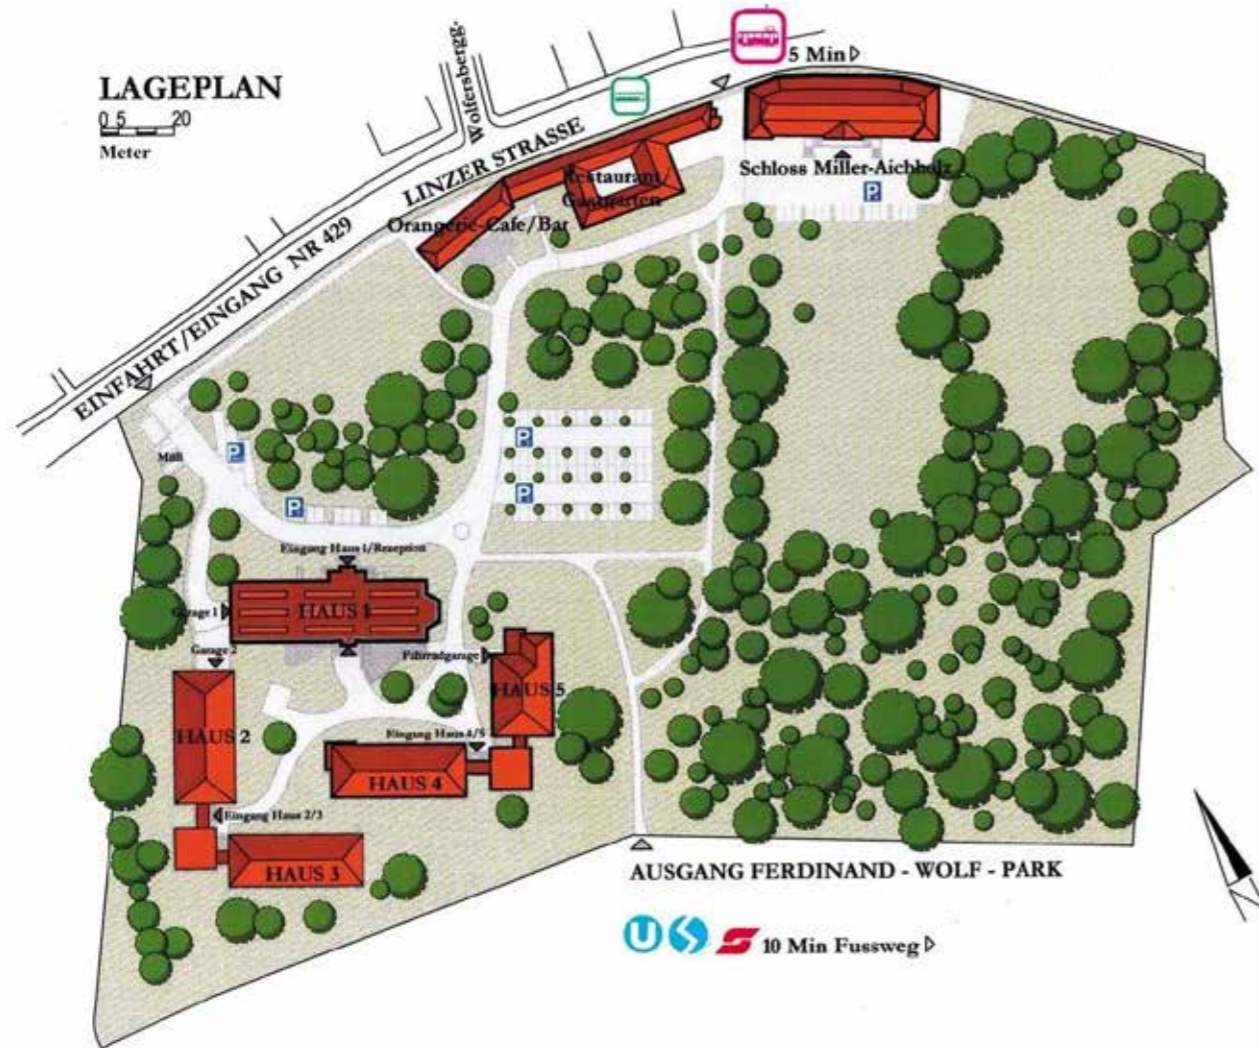 LAGEPLAN
0 5 20
Meter
Wolfersbergg.
5 Min
LINZER STRASSE
EINFAHRT/EINGANG NR 429
Restaurant/
Gastgarten
Orangerie-Cafe/Bar
Schloss Miller-Aichholz
P
P
P
P
P
Müll
Eingang Haus 1/Rezeption
Garage 1
HAUS 1
Garage 2
Fahrradgarage
HAUS 5
HAUS 2
Eingang Haus 4/5
HAUS 4
Eingang Haus 2/3
HAUS 3
AUSGANG FERDINAND - WOLF - PARK
U S 10 Min Fussweg
N